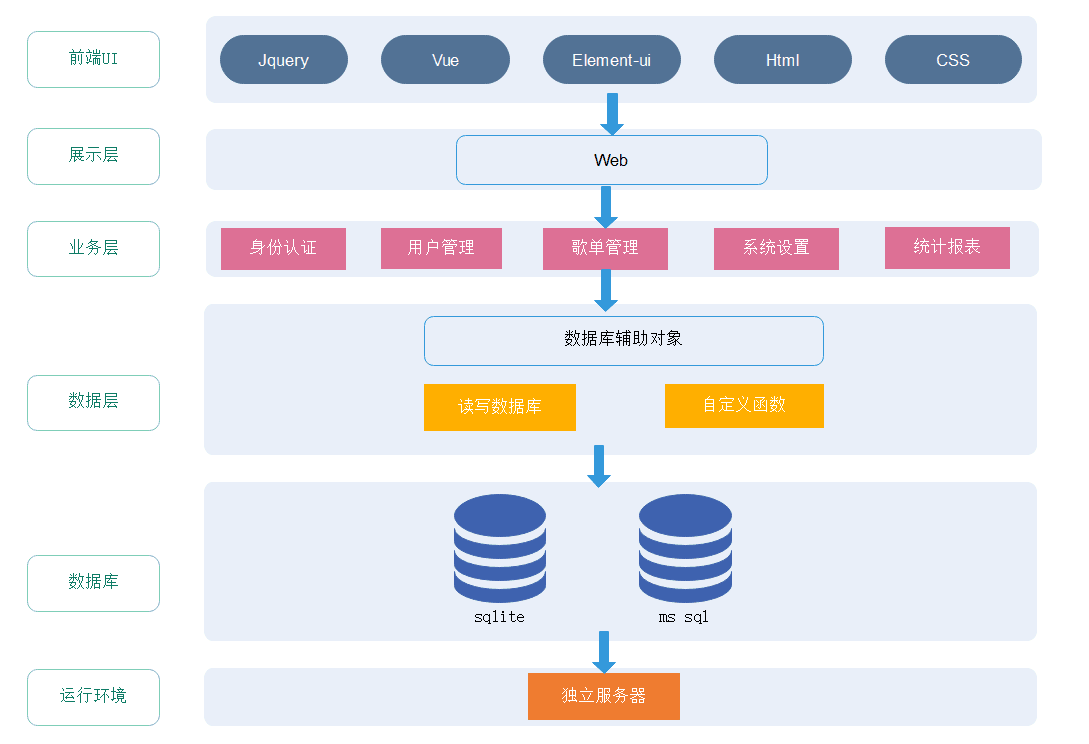 前端UI
Jquery
Vue
Element-ui
Html
CSS
展示层
Web
业务层
身份认证
用户管理
歌单管理
系统设置
统计报表
数据层
数据库辅助对象
读写数据库
自定义函数
数据库
sqlite
ms sql
运行环境
独立服务器